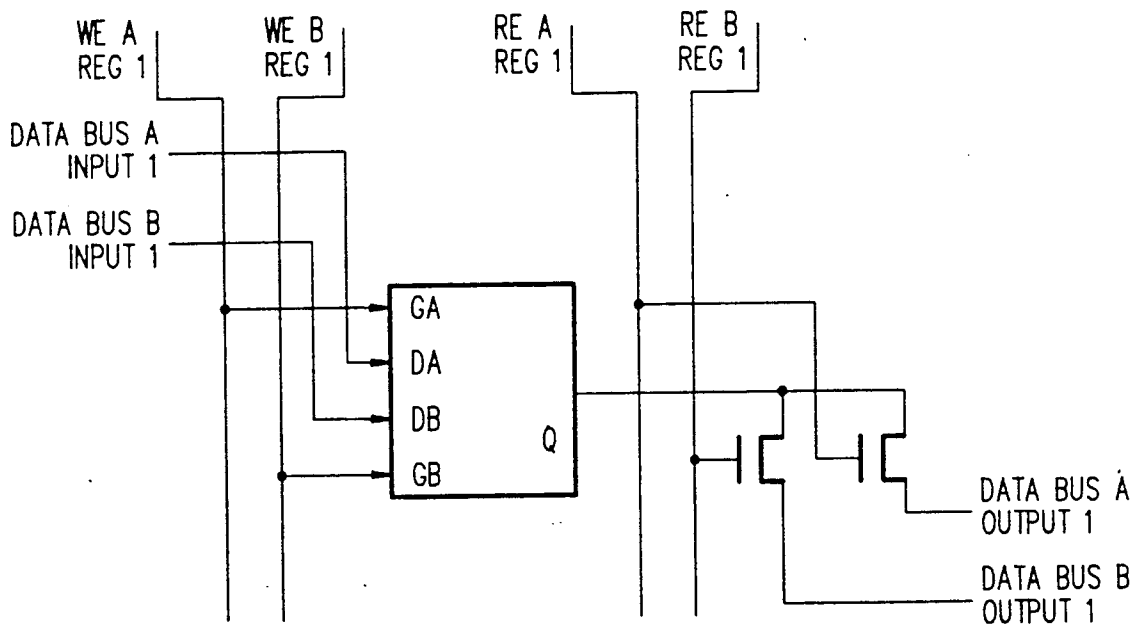 WE A
REG 1
WE B
REG 1
RE A
REG 1
RE B
REG 1
DATA BUS A
INPUT 1
DATA BUS B
INPUT 1
GA
DA
DB
Q
GB
DATA BUS A
OUTPUT 1
DATA BUS B
OUTPUT 1